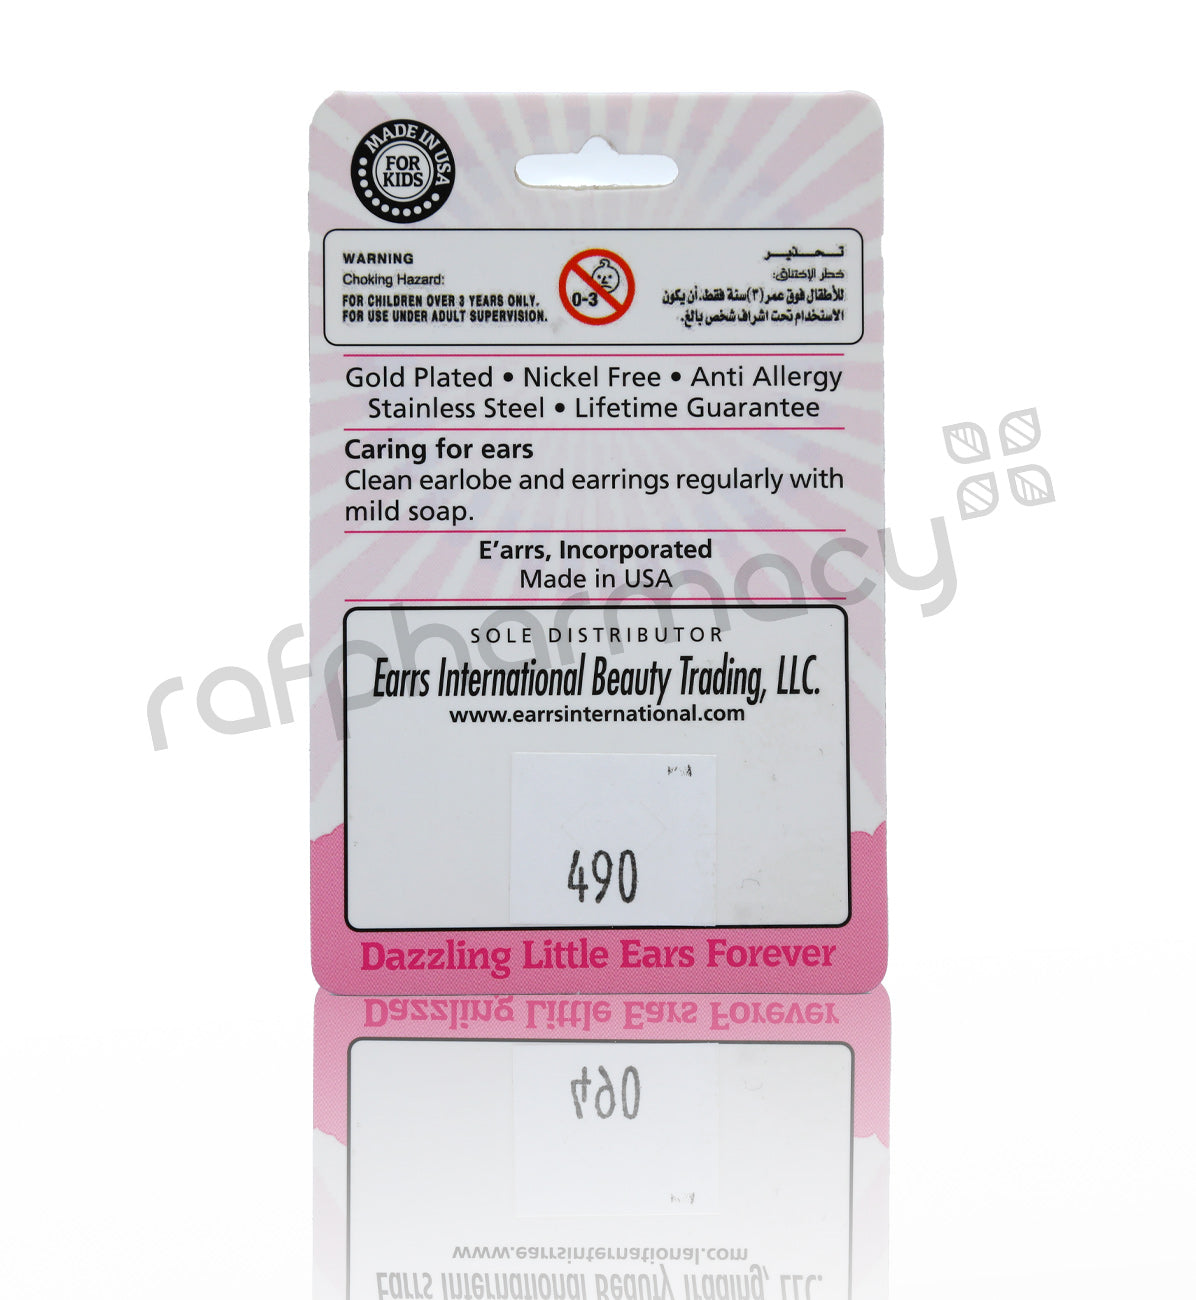 MADE IN USA
FOR
KIDS
WARNING
Choking Hazard:
FOR CHILDREN OVER 3 YEARS ONLY.
FOR USE UNDER ADULT SUPERVISION.
0-3
تحذير
خطر الإختناق:
للأطفال فوق عمر (٣) سنة فقط. أن يكون
الاستخدام تحت اشراف شخص بالغ.
Gold Plated • Nickel Free • Anti Allergy
Stainless Steel • Lifetime Guarantee
Caring for ears
Clean earlobe and earrings regularly with
mild soap.
E’arrs, Incorporated
Made in USA
rafpharmacy
SOLE DISTRIBUTOR
Earrs International Beauty Trading, LLC.
www.earrsinternational.com
490
Dazzling Little Ears Forever